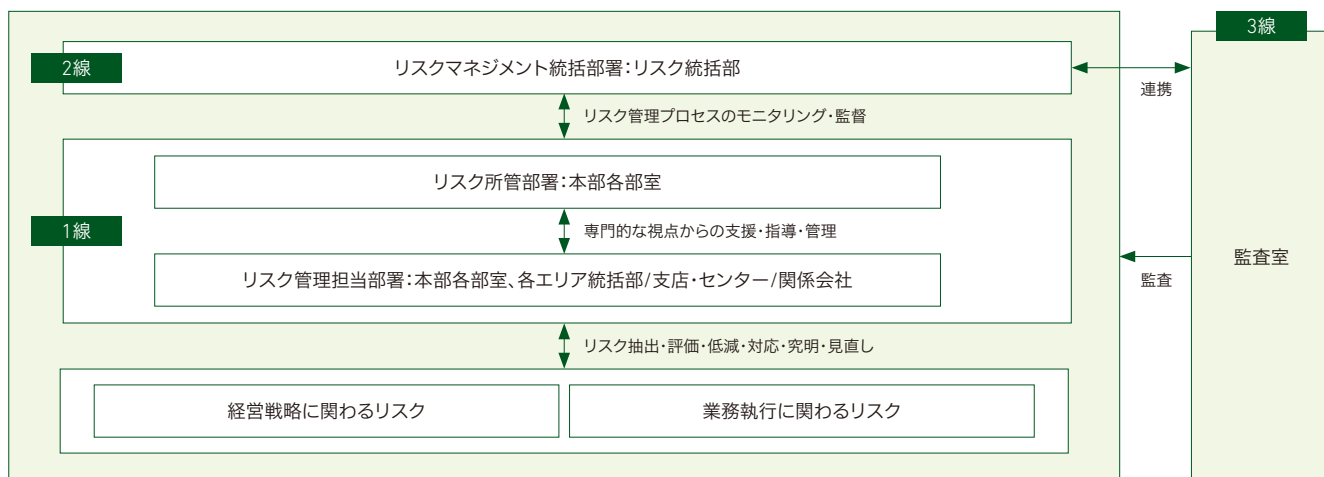 3線
2線
リスクマネジメント統括部署:リスク統括部
連携
リスク管理プロセスのモニタリング・監督
リスク所管部署:本部各部室
1線
専門的な視点からの支援・指導・管理
監査室
リスク管理担当部署:本部各部室、各エリア統括部/支店・センター/関係会社
監査
リスク抽出・評価・低減・対応・究明・見直し
経営戦略に関わるリスク
業務執行に関わるリスク